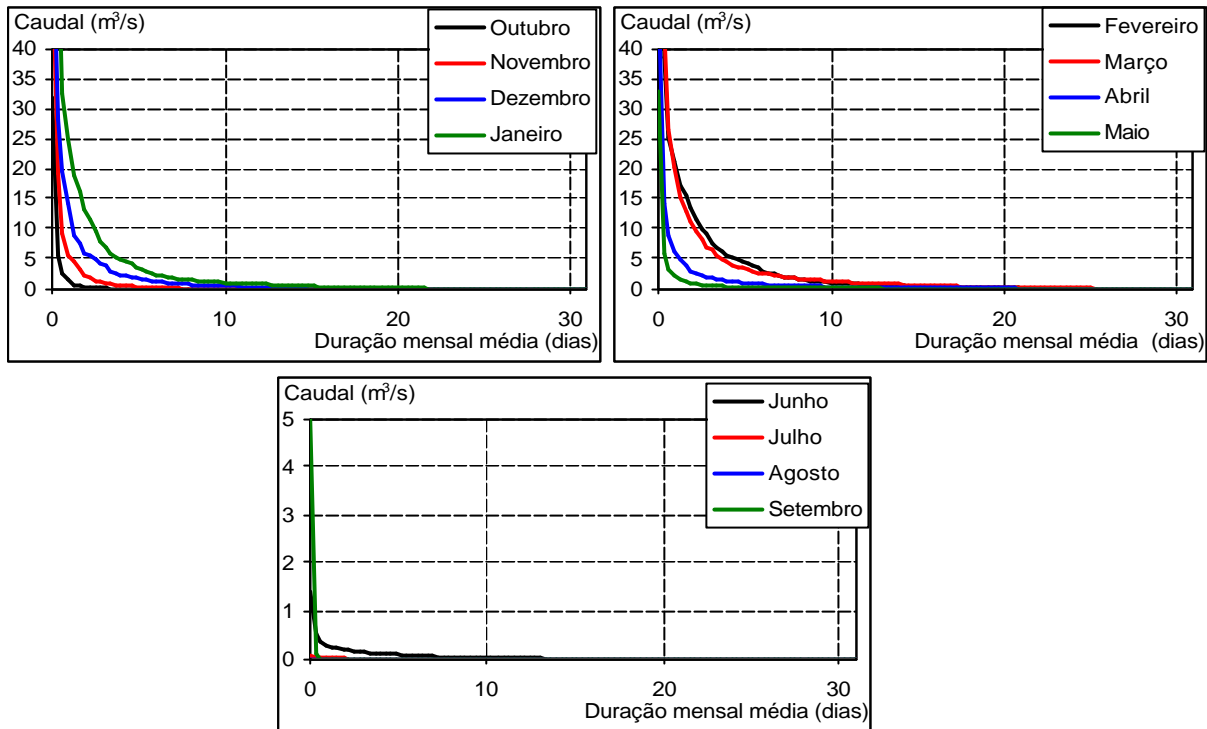 Caudal (m³/s)
40
35
30
25
20
15
10
5
0
0 10 20 30
Duração mensal média (dias)
Outubro
Novembro
Dezembro
Janeiro
Caudal (m³/s)
40
35
30
25
20
15
10
5
0
0 10 20 30
Duração mensal média (dias)
Fevereiro
Março
Abril
Maio
Caudal (m³/s)
5
4
3
2
1
0
0 10 20 30
Duração mensal média (dias)
Junho
Julho
Agosto
Setembro